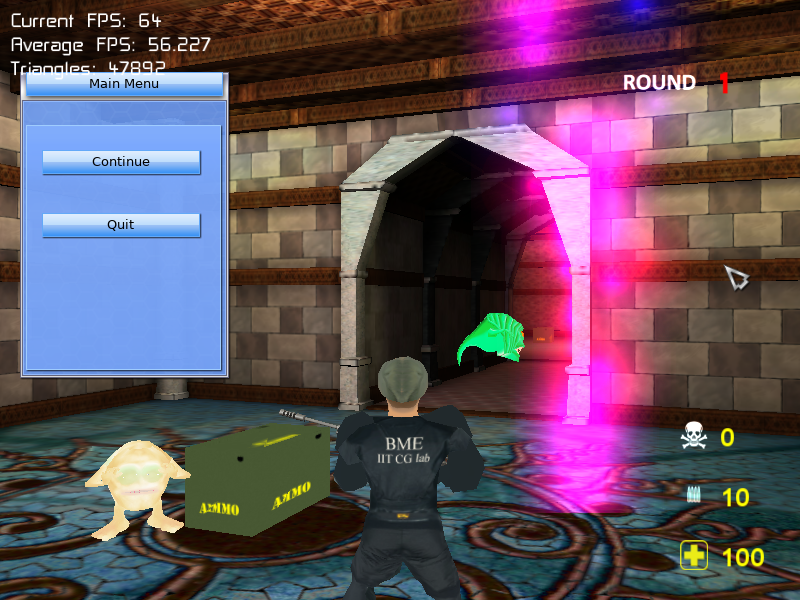 Current FPS: 64
Average FPS: 56.227
Triangles: 47892
Main Menu
ROUND 1
Continue
Quit
BME
IIT CG lab
0
AMMO
AMMO
10
100